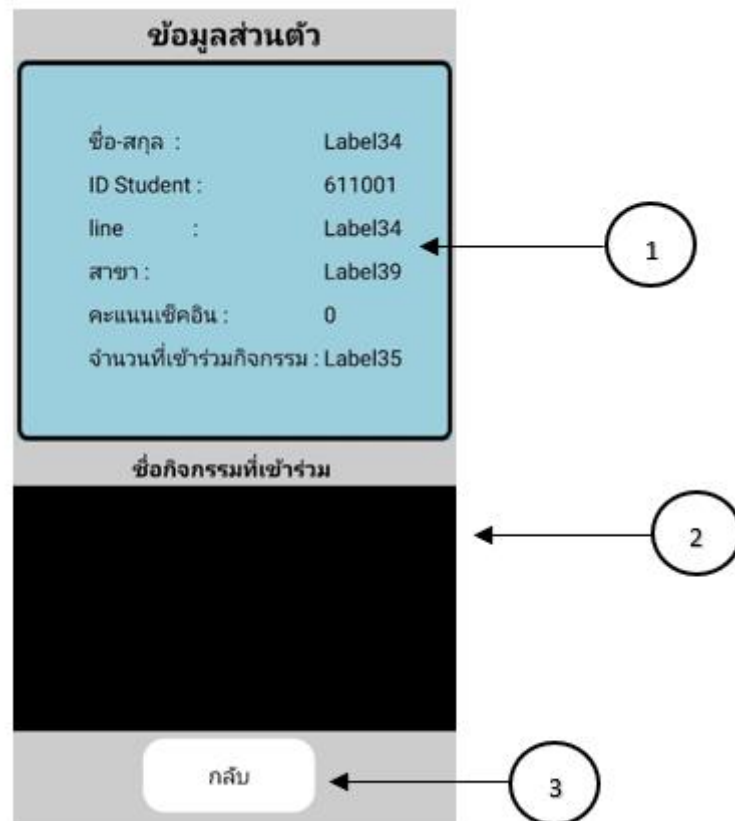 ข้อมูลส่วนตัว
ชื่อ-สกุล : Label34
ID Student : 611001
line : Label34
สาขา : Label39
คะแนนเช็คอิน : 0
จำนวนที่เข้าร่วมกิจกรรม : Label35
1
ชื่อกิจกรรมที่เข้าร่วม
2
กลับ
3